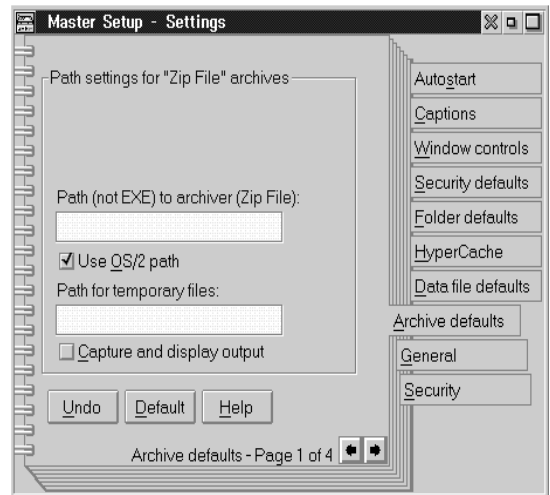 Master Setup - Settings
Path settings for "Zip File" archives
Path (not EXE) to archiver (Zip File):
Use OS/2 path
Path for temporary files:
Capture and display output
Undo
Default
Help
Archive defaults - Page 1 of 4
Autostart
Captions
Window controls
Security defaults
Folder defaults
HyperCache
Data file defaults
Archive defaults
General
Security